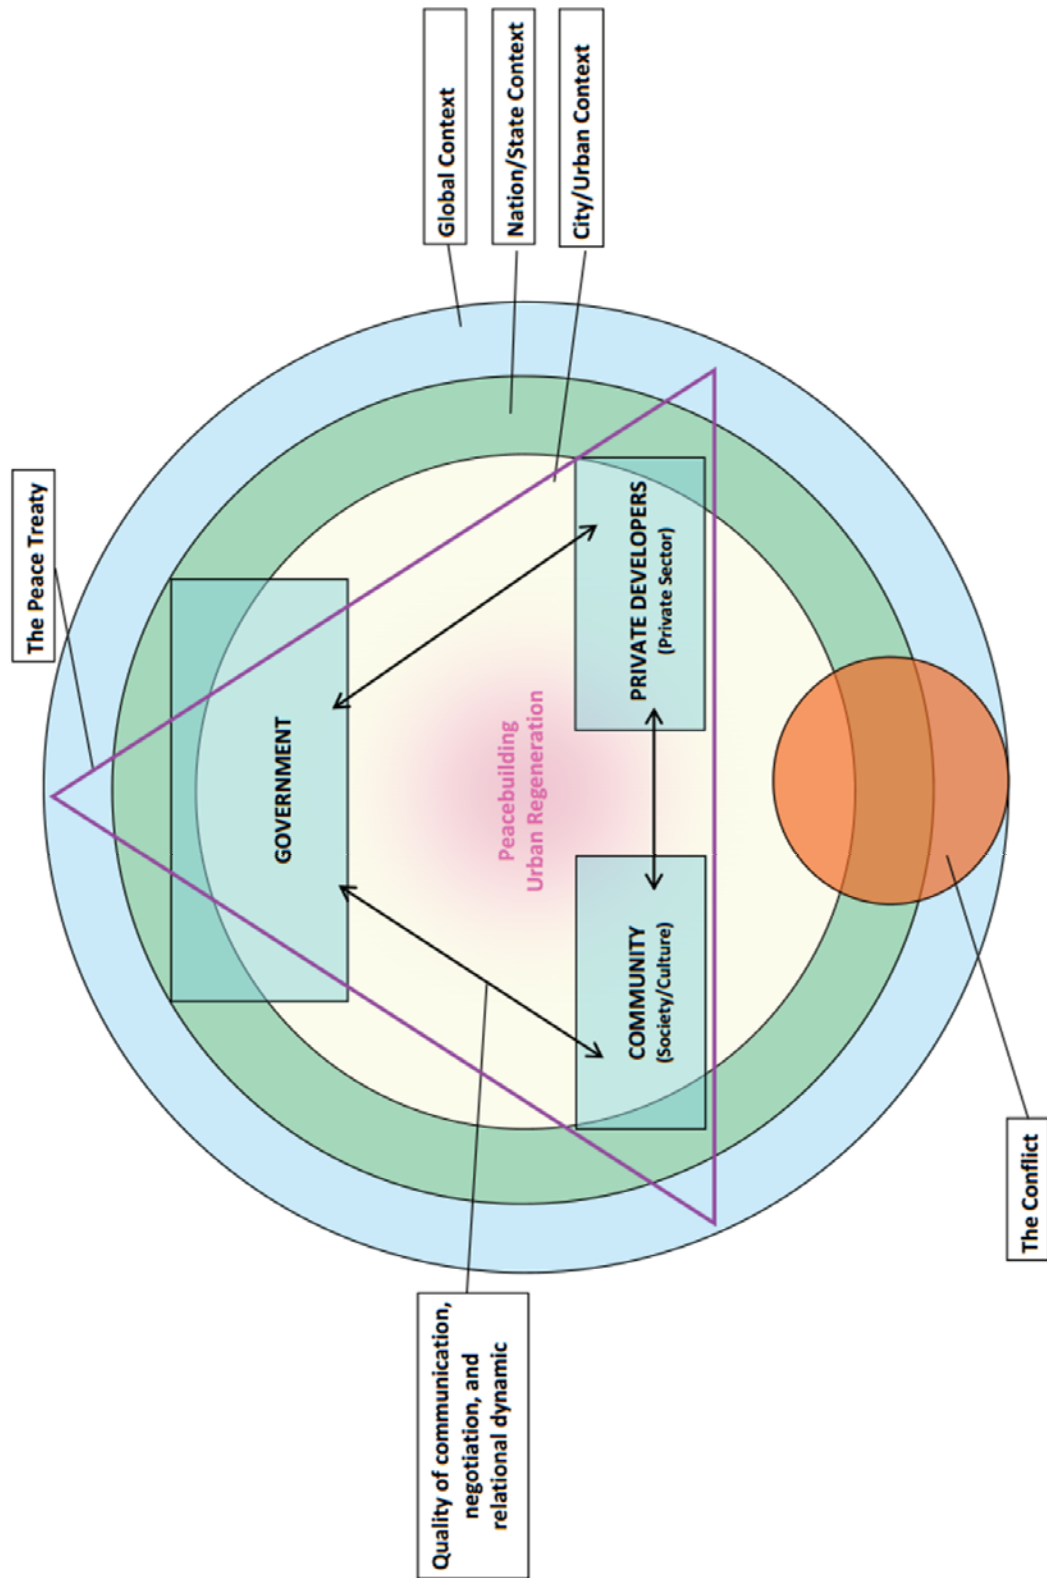 The Peace Treaty
Global Context
Nation/State Context
City/Urban Context
GOVERNMENT
Peacebuilding
Urban Regeneration
Quality of communication,
negotiation, and
relational dynamic
COMMUNITY
(Society/Culture)
PRIVATE DEVELOPERS
(Private Sector)
The Conflict